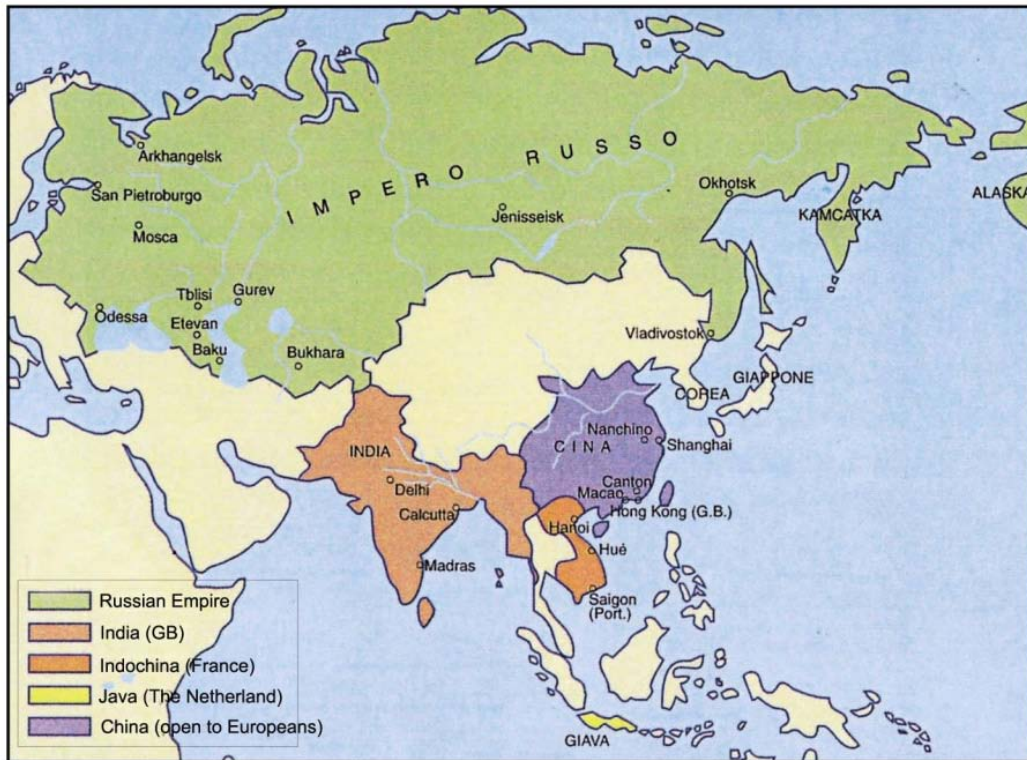 Arkhangelsk
IMPERO RUSSO
San Pietroburgo
Okhotsk
ALASKA
Jenisseisk
KAMCATKA
Mosca
Tblisi
Gurev
Odessa
Etevan
Vladivostok
Baku
Bukhara
GIAPPONE
COREA
Nanchino
INDIA
CINA
Shanghai
Delhi
Canton
Macao
Calcutta
Hong Kong (G.B.)
Hanoi
Hué
Madras
Saigon
(Port.)
Russian Empire
India (GB)
Indochina (France)
Java (The Netherland)
China (open to Europeans)
GIAVA